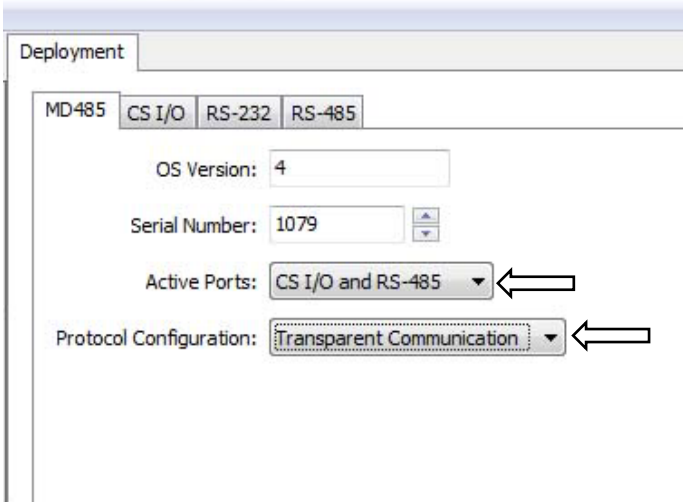 Deployment
MD485 CS I/O RS-232 RS-485
OS Version: 4
Serial Number: 1079
Active Ports: CS I/O and RS-485
Protocol Configuration: Transparent Communication